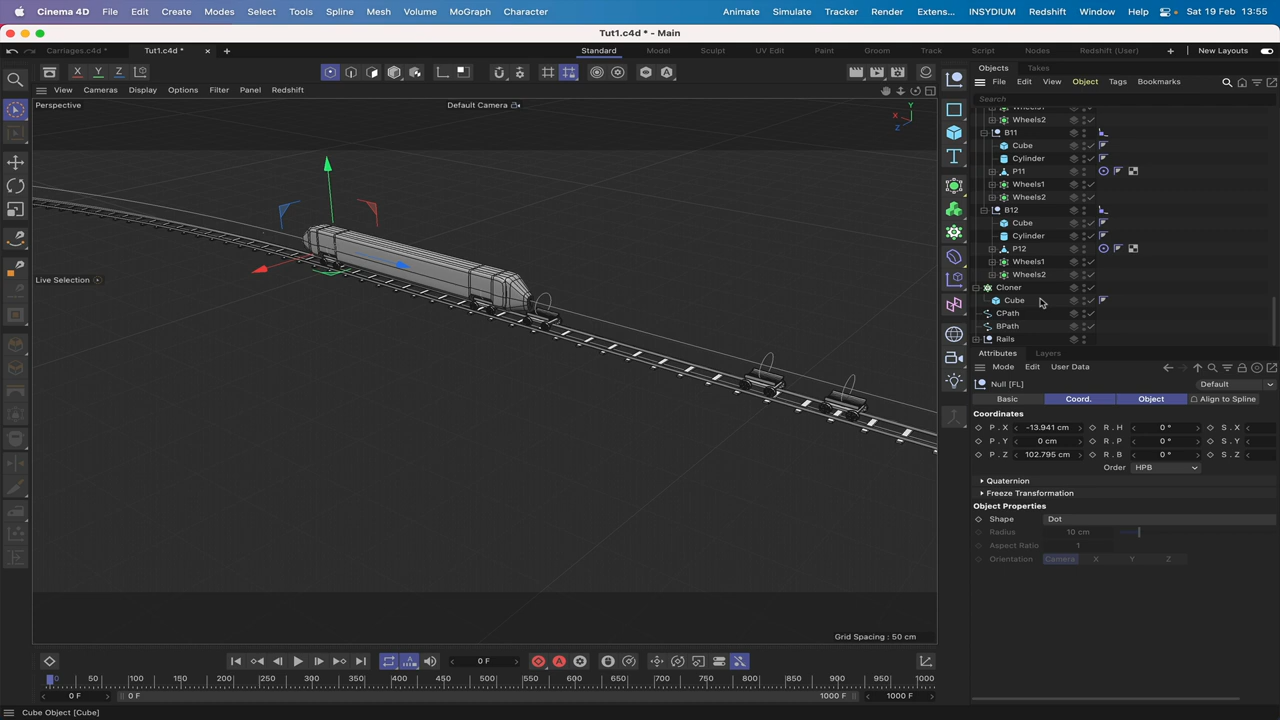 Cinema 4D File Edit Create Modes Select Tools Spline Mesh Volume MoGraph Character Animate Simulate Tracker Render Extens... INSYDIUM Redshift Window Help Sat 19 Feb 13:55
Tut1.c4d * - Main
Carriages.c4d * Tut1.c4d * Standard Model Sculpt UV Edit Paint Groom Track Script Nodes Redshift (User) New Layouts
X Y Z
Objects Takes
View Cameras Display Options Filter Panel Redshift
File Edit View Object Tags Bookmarks
Search
Perspective
Default Camera
Y
X
Z
Wheels1
Wheels2
B11
Cube
Cylinder
P11
Wheels1
Wheels2
B12
Cube
Cylinder
P12
Wheels1
Wheels2
Cloner
Cube
CPath
BPath
Rails
Live Selection
Attributes Layers
Mode Edit User Data
Null [FL] Default
Basic Coord. Object Align to Spline
Coordinates
P . X -13.941 cm R . H 0 ° S . X
P . Y 0 cm R . P 0 ° S . Y
P . Z 102.795 cm R . B 0 ° S . Z
Order HPB
Quaternion
Freeze Transformation
Object Properties
Shape Dot
Radius 10 cm
Aspect Ratio 1
Orientation Camera X Y Z
Grid Spacing : 50 cm
0 F
0 50 100 150 200 250 300 350 400 450 500 550 600 650 700 750 800 850 900 950 1000
0 F 0 F 1000 F 1000 F
Cube Object [Cube]